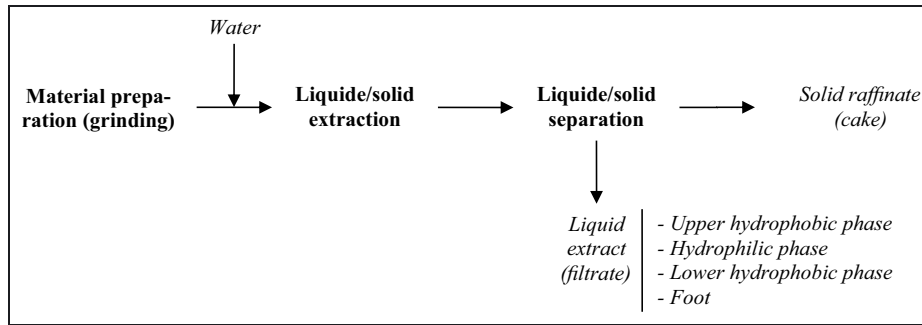 Water
Material prepa-
ration (grinding)
Liquide/solid
extraction
Liquide/solid
separation
Solid raffinate
(cake)
Liquid
extract
(filtrate)
- Upper hydrophobic phase
- Hydrophilic phase
- Lower hydrophobic phase
- Foot